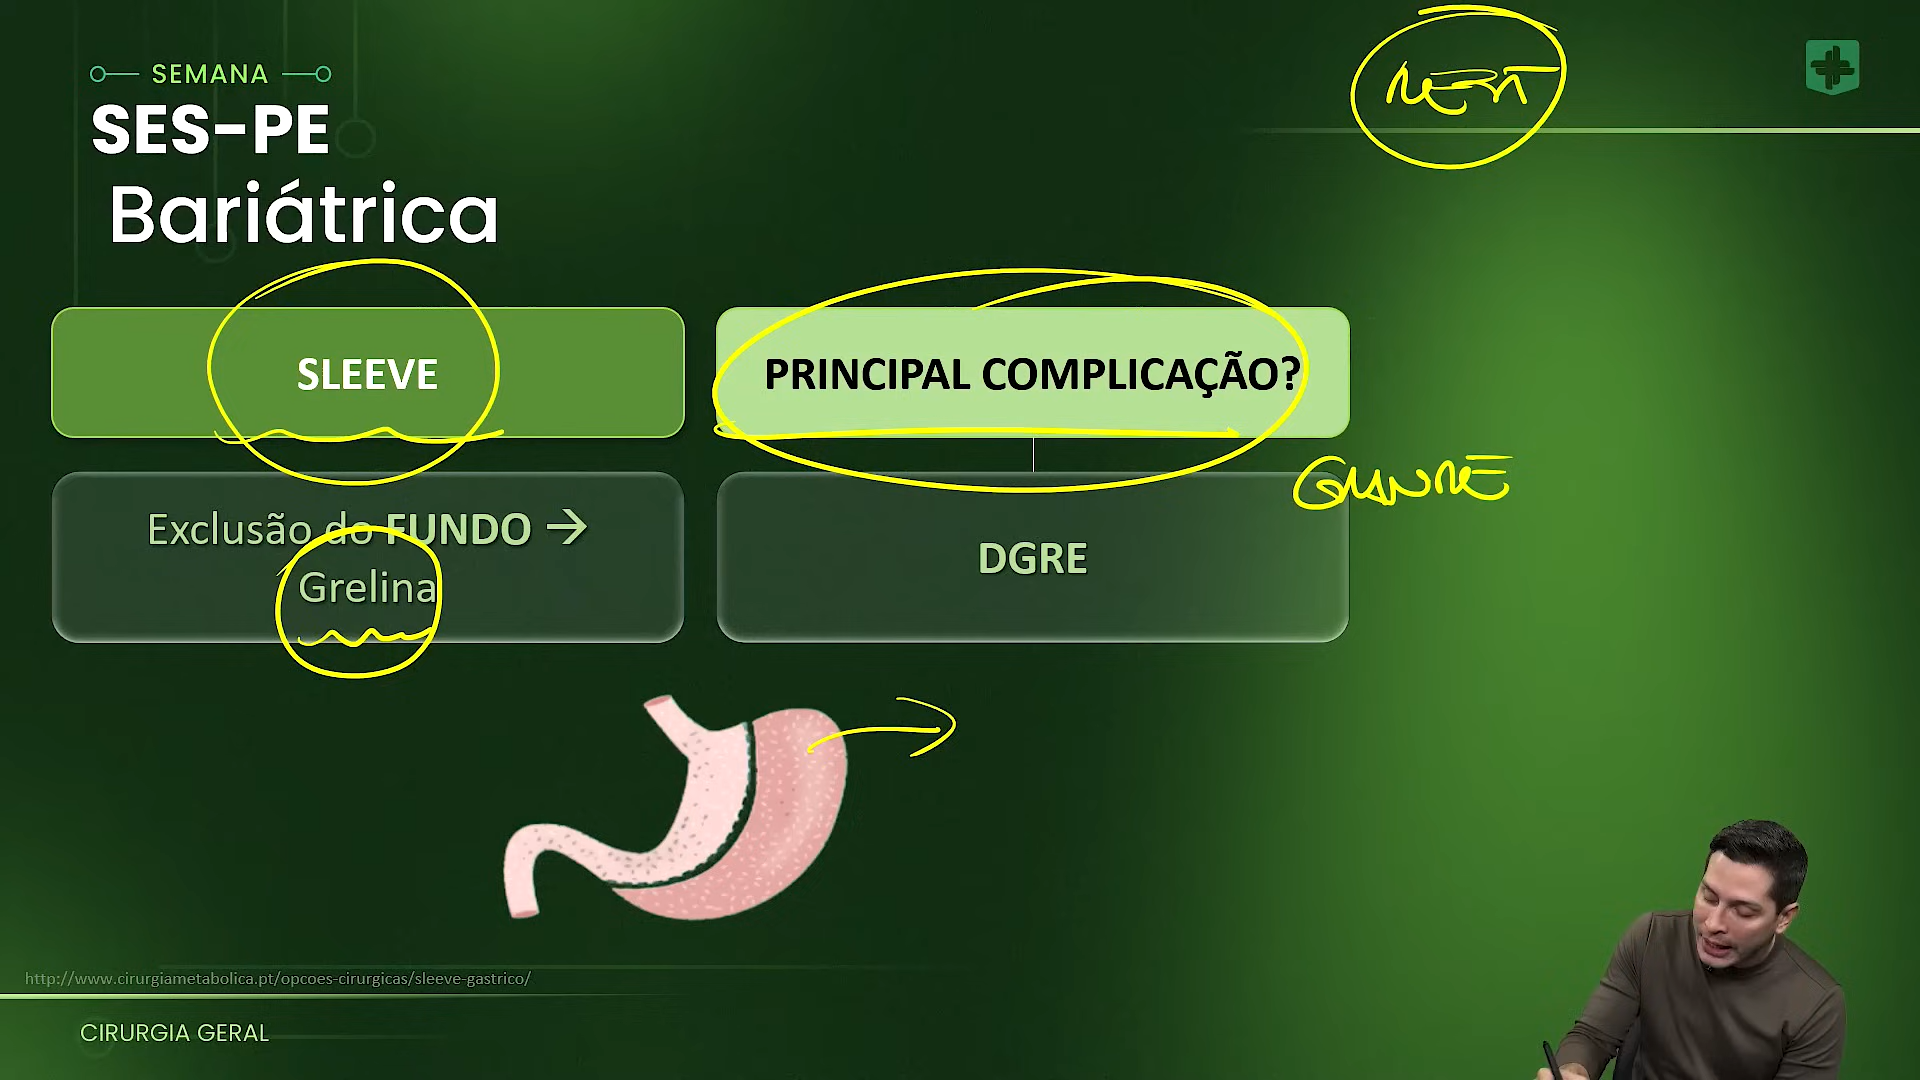 SEMANA
SES-PE
Bariátrica
SLEEVE
PRINCIPAL COMPLICAÇÃO?
Exclusão do FUNDO →
Grelina
DGRE
http://www.cirurgiametabolica.pt/opcoes-cirurgicas/sleeve-gastrico/
CIRURGIA GERAL